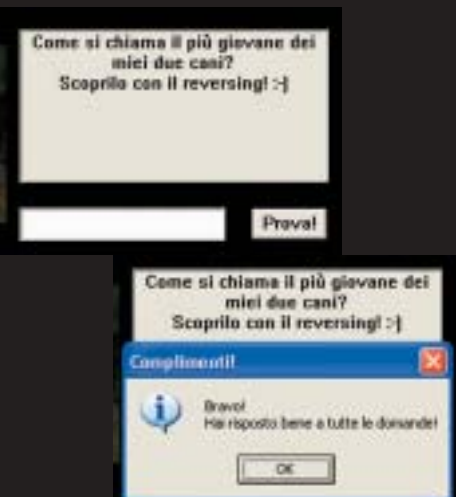 Come si chiama il più giovane dei
miei due cani?
Scoprilo con il reversing! :-)
Prova!
Come si chiama il più giovane dei
miei due cani?
Scoprilo con il reversing! :-)
Complimenti!
Bravo!
Hai risposto bene a tutte le domande!
OK